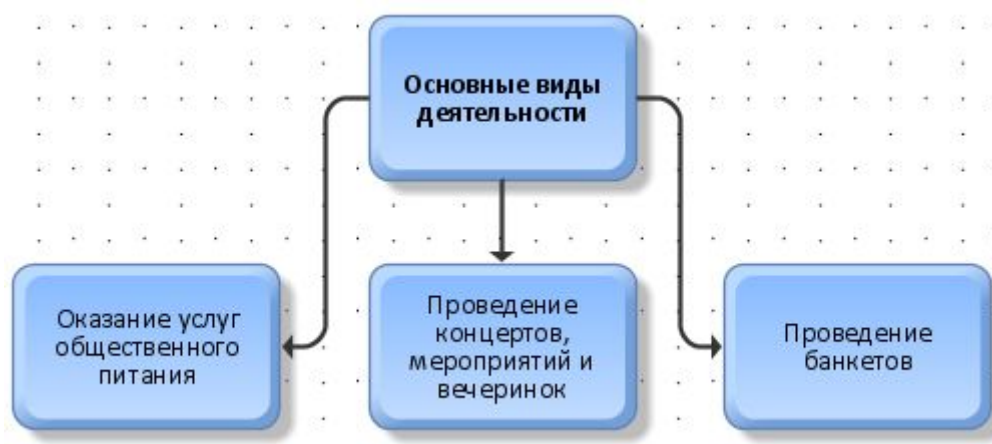 Основные виды
деятельности
Оказание услуг
общественного
питания
Проведение
концертов,
мероприятий и
вечеринок
Проведение
банкетов